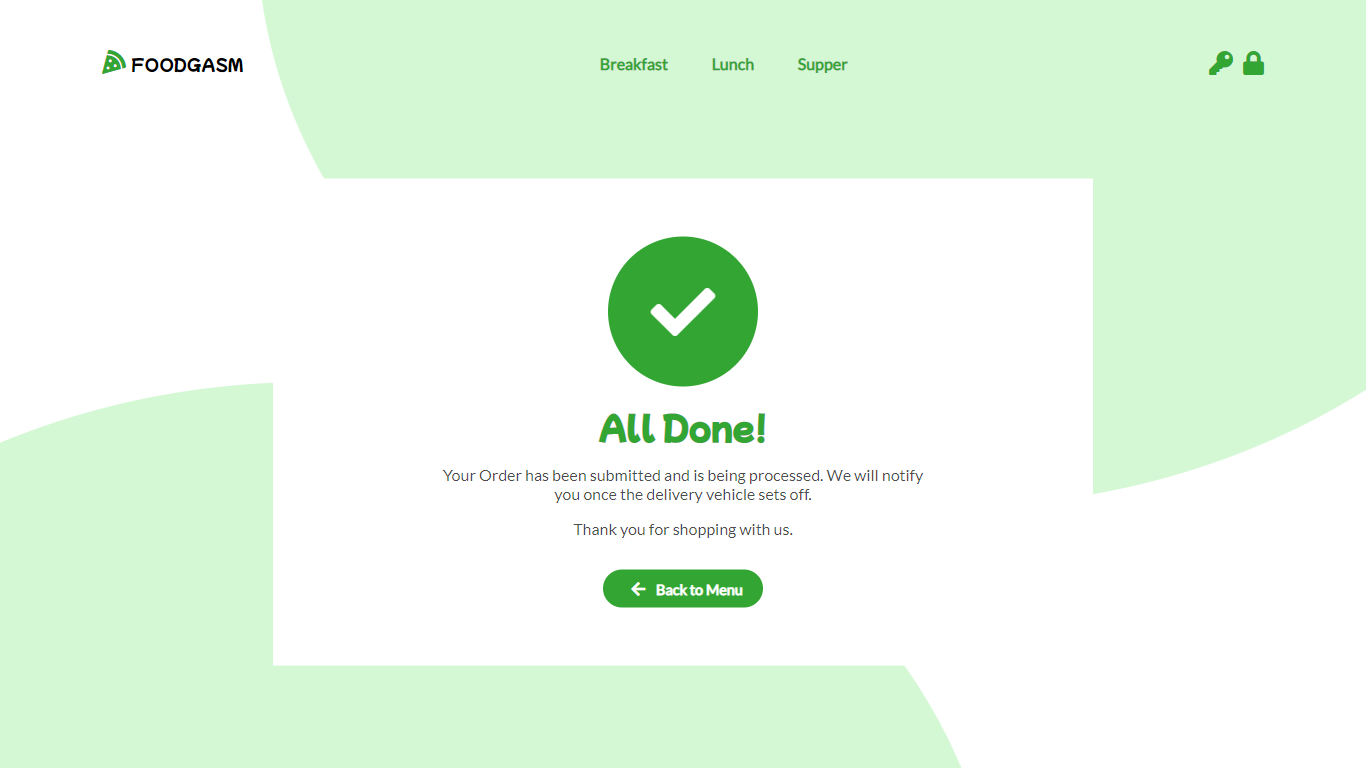 FOODGASM
Breakfast
Lunch
Supper
All Done!
Your Order has been submitted and is being processed. We will notify
you once the delivery vehicle sets off.
Thank you for shopping with us.
Back to Menu